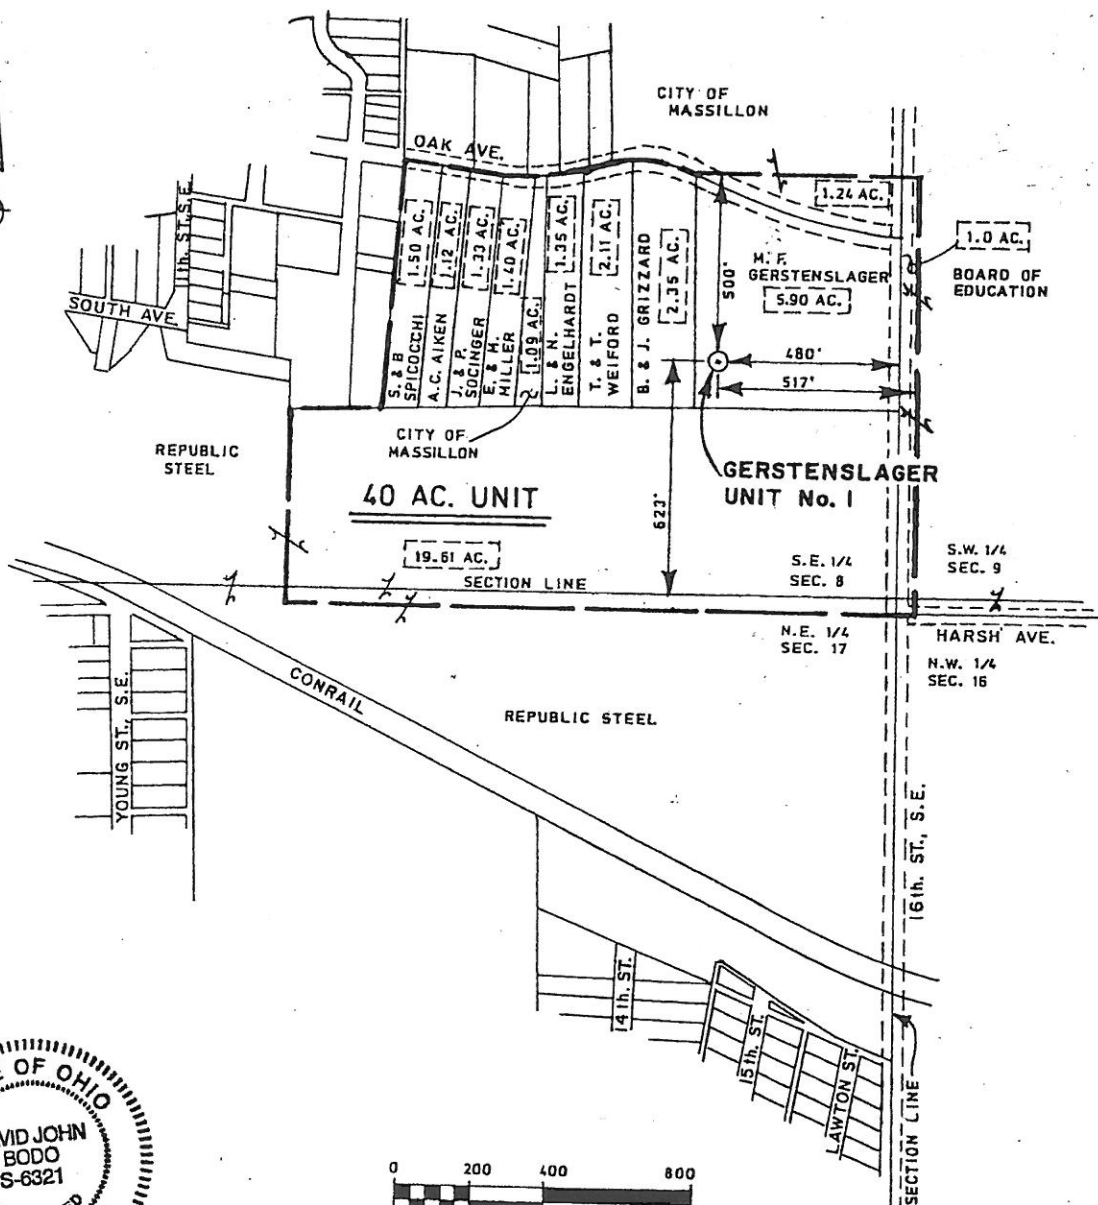 CITY OF
MASSILLON
OAK AVE.
11th. ST. S.E.
SOUTH AVE.
1.50 AC.
1.12 AC.
1.33 AC.
1.40 AC.
1.09 AC.
1.35 AC.
2.11 AC.
2.35 AC.
1.24 AC.
1.0 AC.
BOARD OF
EDUCATION
M. F.
GERSTENSLAGER
5.90 AC.
S. & B
SPICOCCHI
A.C. AIKEN
J. & P.
SOCINGER
E. & M.
MILLER
L. & N.
ENGELHARDT
T. & T.
WEIFORD
B. & J. GRIZZARD
500'
480'
517'
623'
CITY OF
MASSILLON
REPUBLIC
STEEL
GERSTENSLAGER
UNIT No. 1
40 AC. UNIT
19.61 AC.
SECTION LINE
S.E. 1/4
SEC. 8
S.W. 1/4
SEC. 9
N.E. 1/4
SEC. 17
HARSH AVE.
N.W. 1/4
SEC. 16
CONRAIL
REPUBLIC STEEL
YOUNG ST., S.E.
16th. ST., S.E.
14th. ST.
15th. ST.
LAWTON ST.
SECTION LINE
OF OHIO
JOHN
BODO
S-6321
0 200 400 800